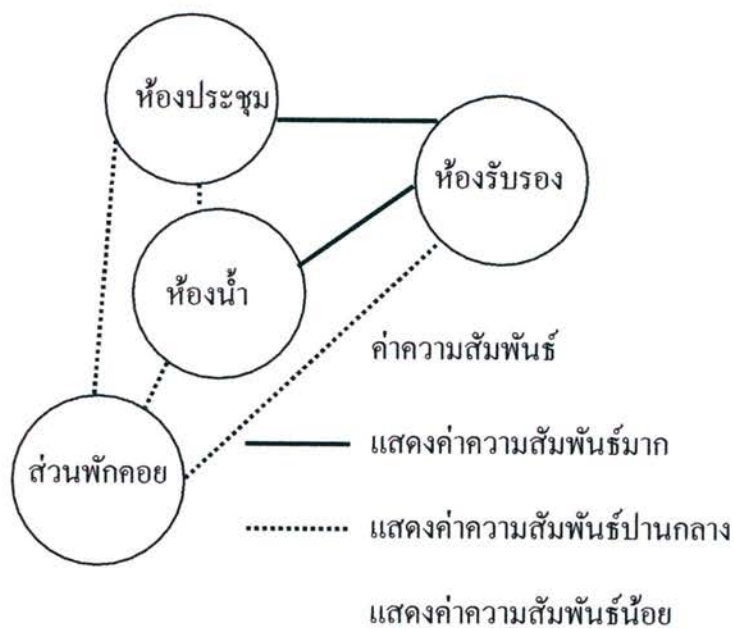 ห้องประชุม
ห้องรับรอง
ห้องน้ำ
ค่าความสัมพันธ์
แสดงค่าความสัมพันธ์มาก
ส่วนพักคอย
แสดงค่าความสัมพันธ์ปานกลาง
แสดงค่าความสัมพันธ์น้อย